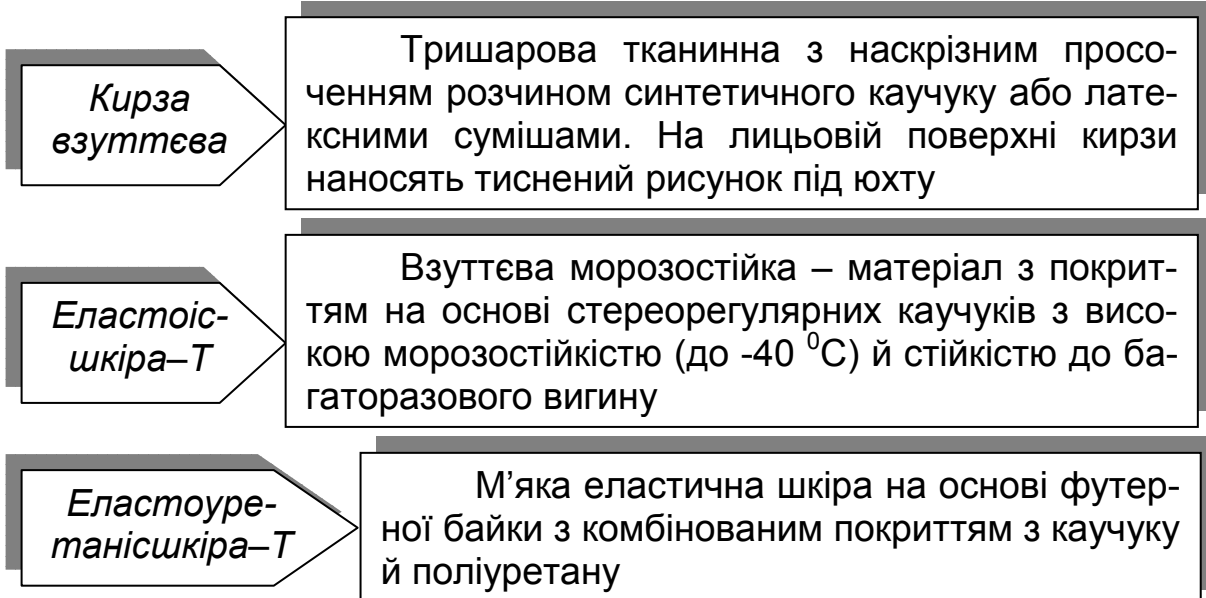 Кирза
взуттєва
Тришарова тканинна з наскрізним просо-
ченням розчином синтетичного каучуку або лате-
ксними сумішами. На лицьовій поверхні кирзи
наносять тиснений рисунок під юхту
Еластоіс-
шкіра–Т
Взуттєва морозостійка – матеріал з покрит-
тям на основі стереорегулярних каучуків з висо-
кою морозостійкістю (до -40 ⁰С) й стійкістю до ба-
гаторазового вигину
Еластоуре-
танісшкіра–Т
М’яка еластична шкіра на основі футер-
ної байки з комбінованим покриттям з каучуку
й поліуретану